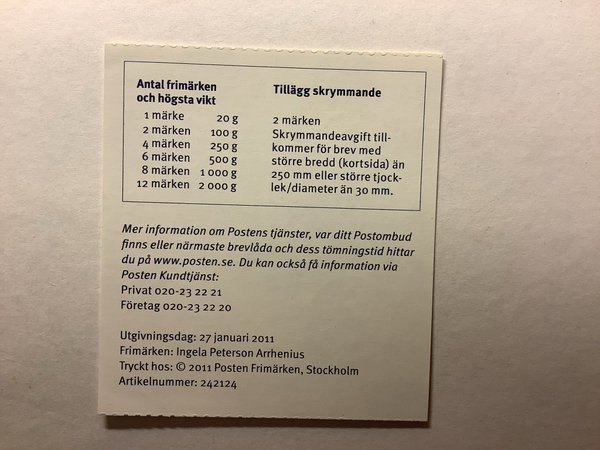 Antal frimärken
och högsta vikt
1 märke 20 g
2 märken 100 g
4 märken 250 g
6 märken 500 g
8 märken 1 000 g
12 märken 2 000 g
Tillägg skrymmande
2 märken
Skrymmandeavgift till-
kommer för brev med
större bredd (kortsida) än
250 mm eller större tjock-
lek/diameter än 30 mm.
Mer information om Postens tjänster, var ditt Postombud
finns eller närmaste brevlåda och dess tömningstid hittar
du på www.posten.se. Du kan också få information via
Posten Kundtjänst:
Privat 020-23 22 21
Företag 020-23 22 20
Utgivningsdag: 27 januari 2011
Frimärken: Ingela Peterson Arrhenius
Tryckt hos: © 2011 Posten Frimärken, Stockholm
Artikelnummer: 242124